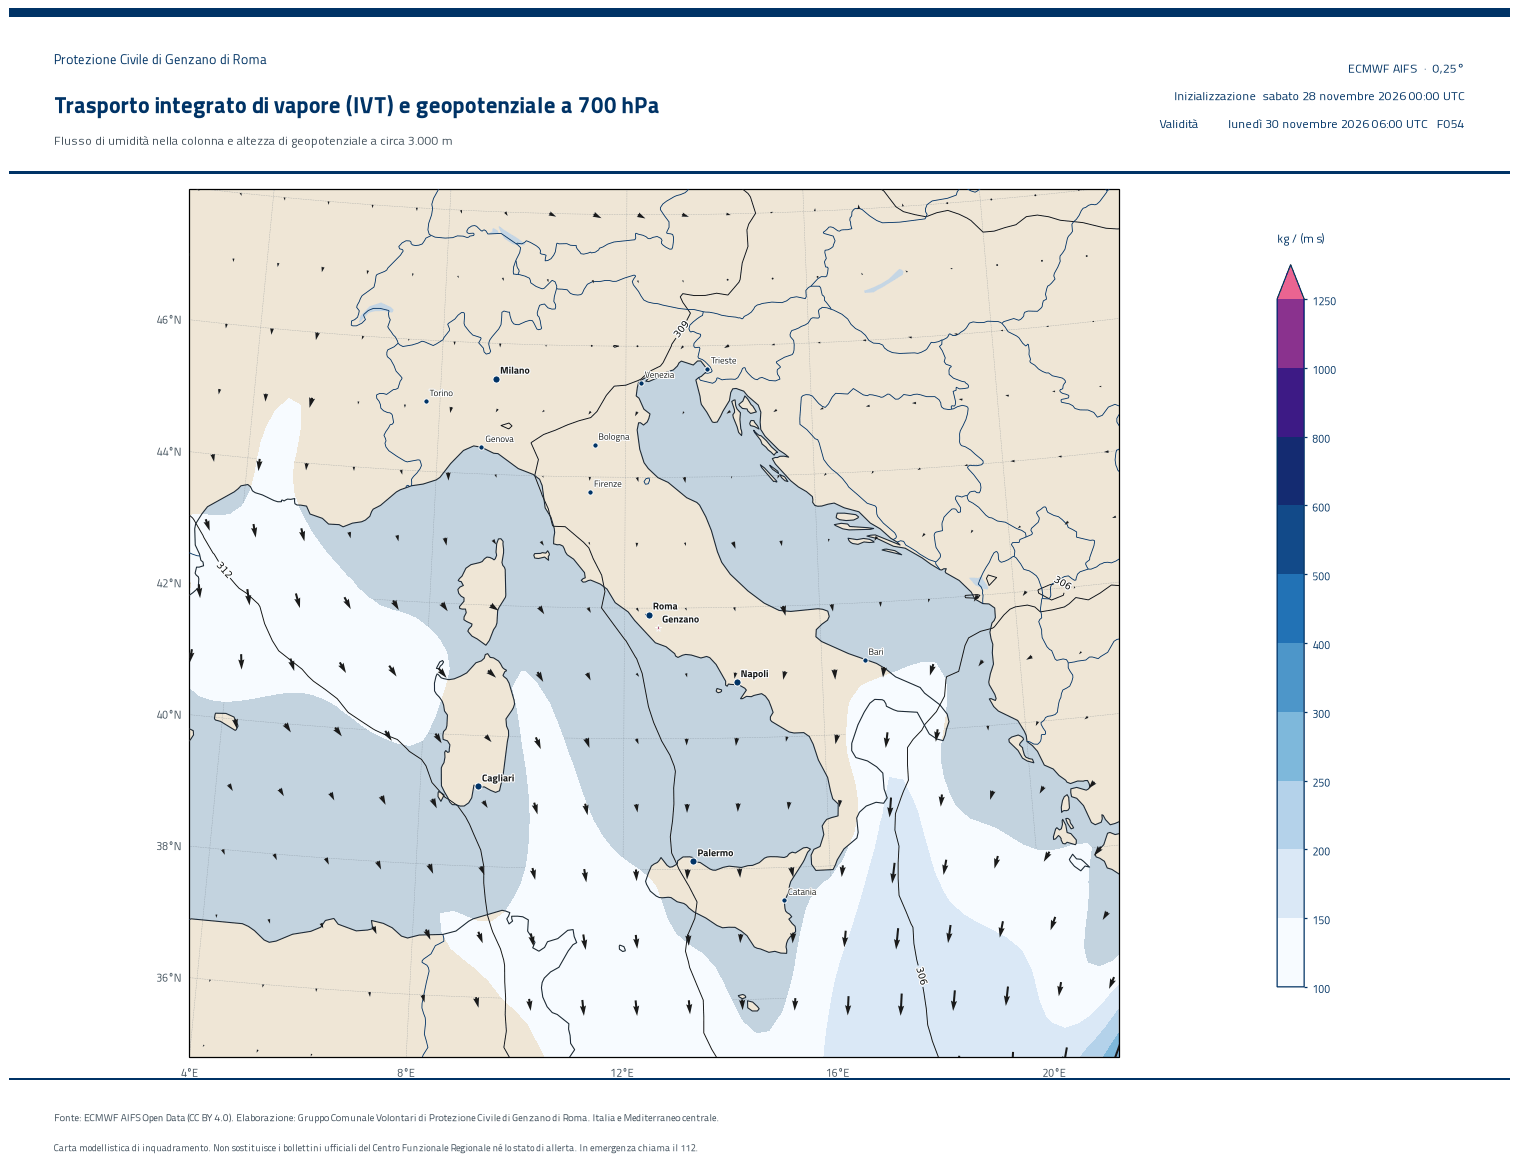 Protezione Civile di Genzano di Roma
Trasporto integrato di vapore (IVT) e geopotenziale a 700 hPa
Flusso di umidità nella colonna e altezza di geopotenziale a circa 3.000 m
ECMWF AIFS · 0,25°
Inizializzazione sabato 28 novembre 2026 00:00 UTC
Validità lunedì 30 novembre 2026 06:00 UTC F054
kg / (m s)
1250
1000
800
600
500
400
300
250
200
150
100
46°N
44°N
42°N
40°N
38°N
36°N
4°E
8°E
12°E
16°E
20°E
309
Trieste
Venezia
Milano
Torino
Genova
Bologna
Firenze
312
306
Roma
Genzano
Bari
Napoli
Cagliari
Palermo
Catania
306
Fonte: ECMWF AIFS Open Data (CC BY 4.0). Elaborazione: Gruppo Comunale Volontari di Protezione Civile di Genzano di Roma. Italia e Mediterraneo centrale.
Carta modellistica di inquadramento. Non sostituisce i bollettini ufficiali del Centro Funzionale Regionale né lo stato di allerta. In emergenza chiama il 112.